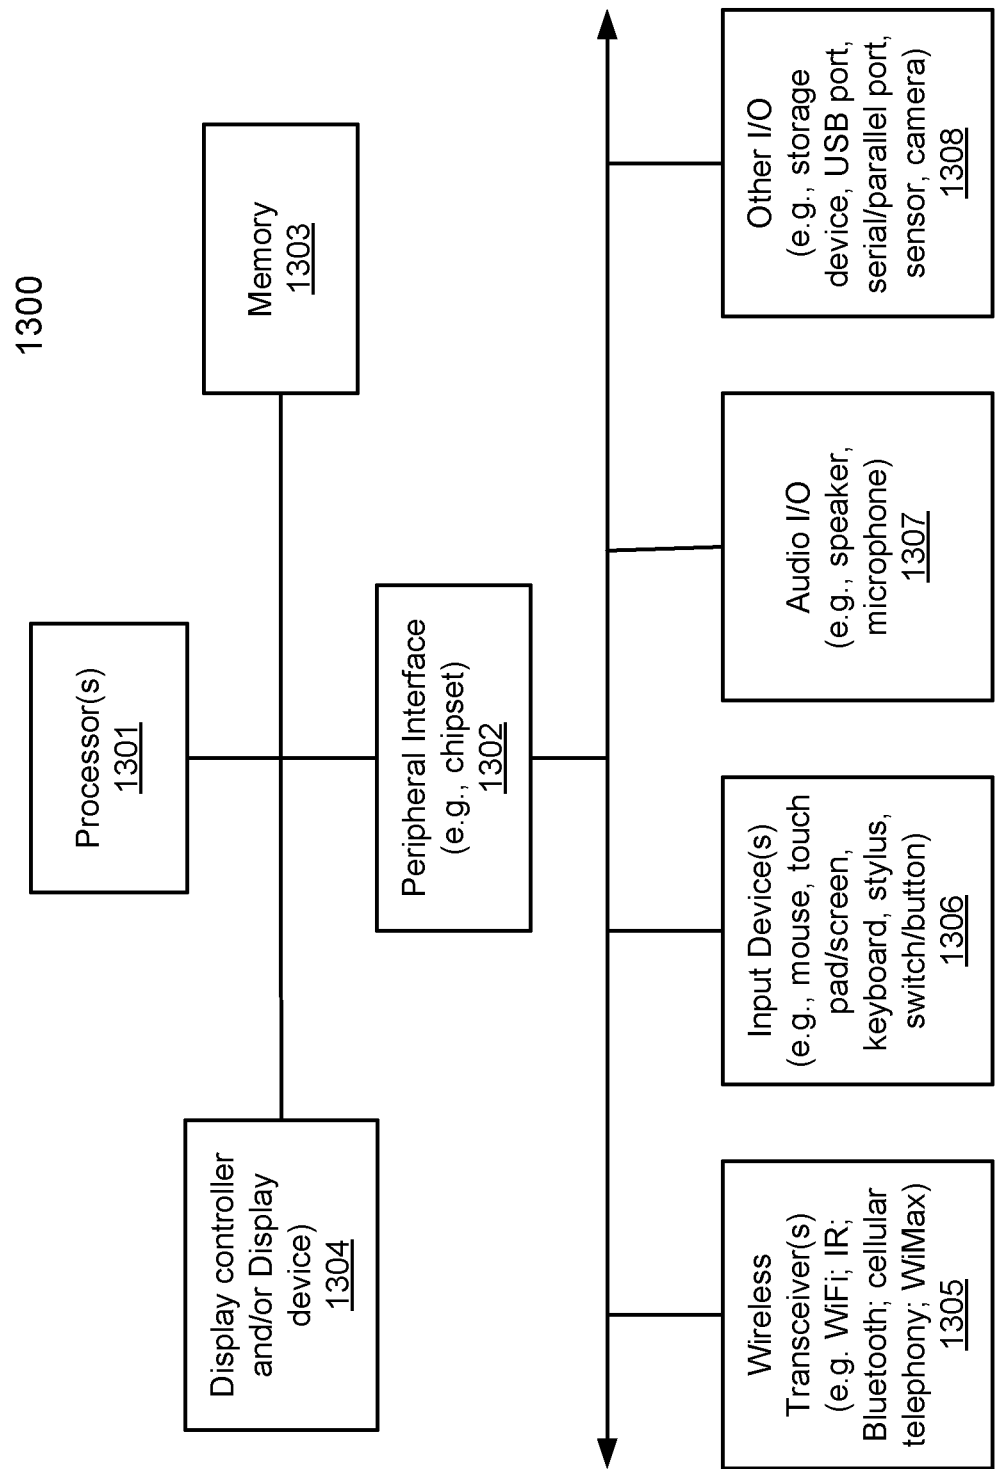 1300
Processor(s)
1301
Display controller
and/or Display
device)
1304
Memory
1303
Peripheral Interface
(e.g., chipset)
1302
Wireless
Transceiver(s)
(e.g. WiFi; IR;
Bluetooth; cellular
telephony; WiMax)
1305
Input Device(s)
(e.g., mouse, touch
pad/screen,
keyboard, stylus,
switch/button)
1306
Audio I/O
(e.g., speaker,
microphone)
1307
Other I/O
(e.g., storage
device, USB port,
serial/parallel port,
sensor, camera)
1308